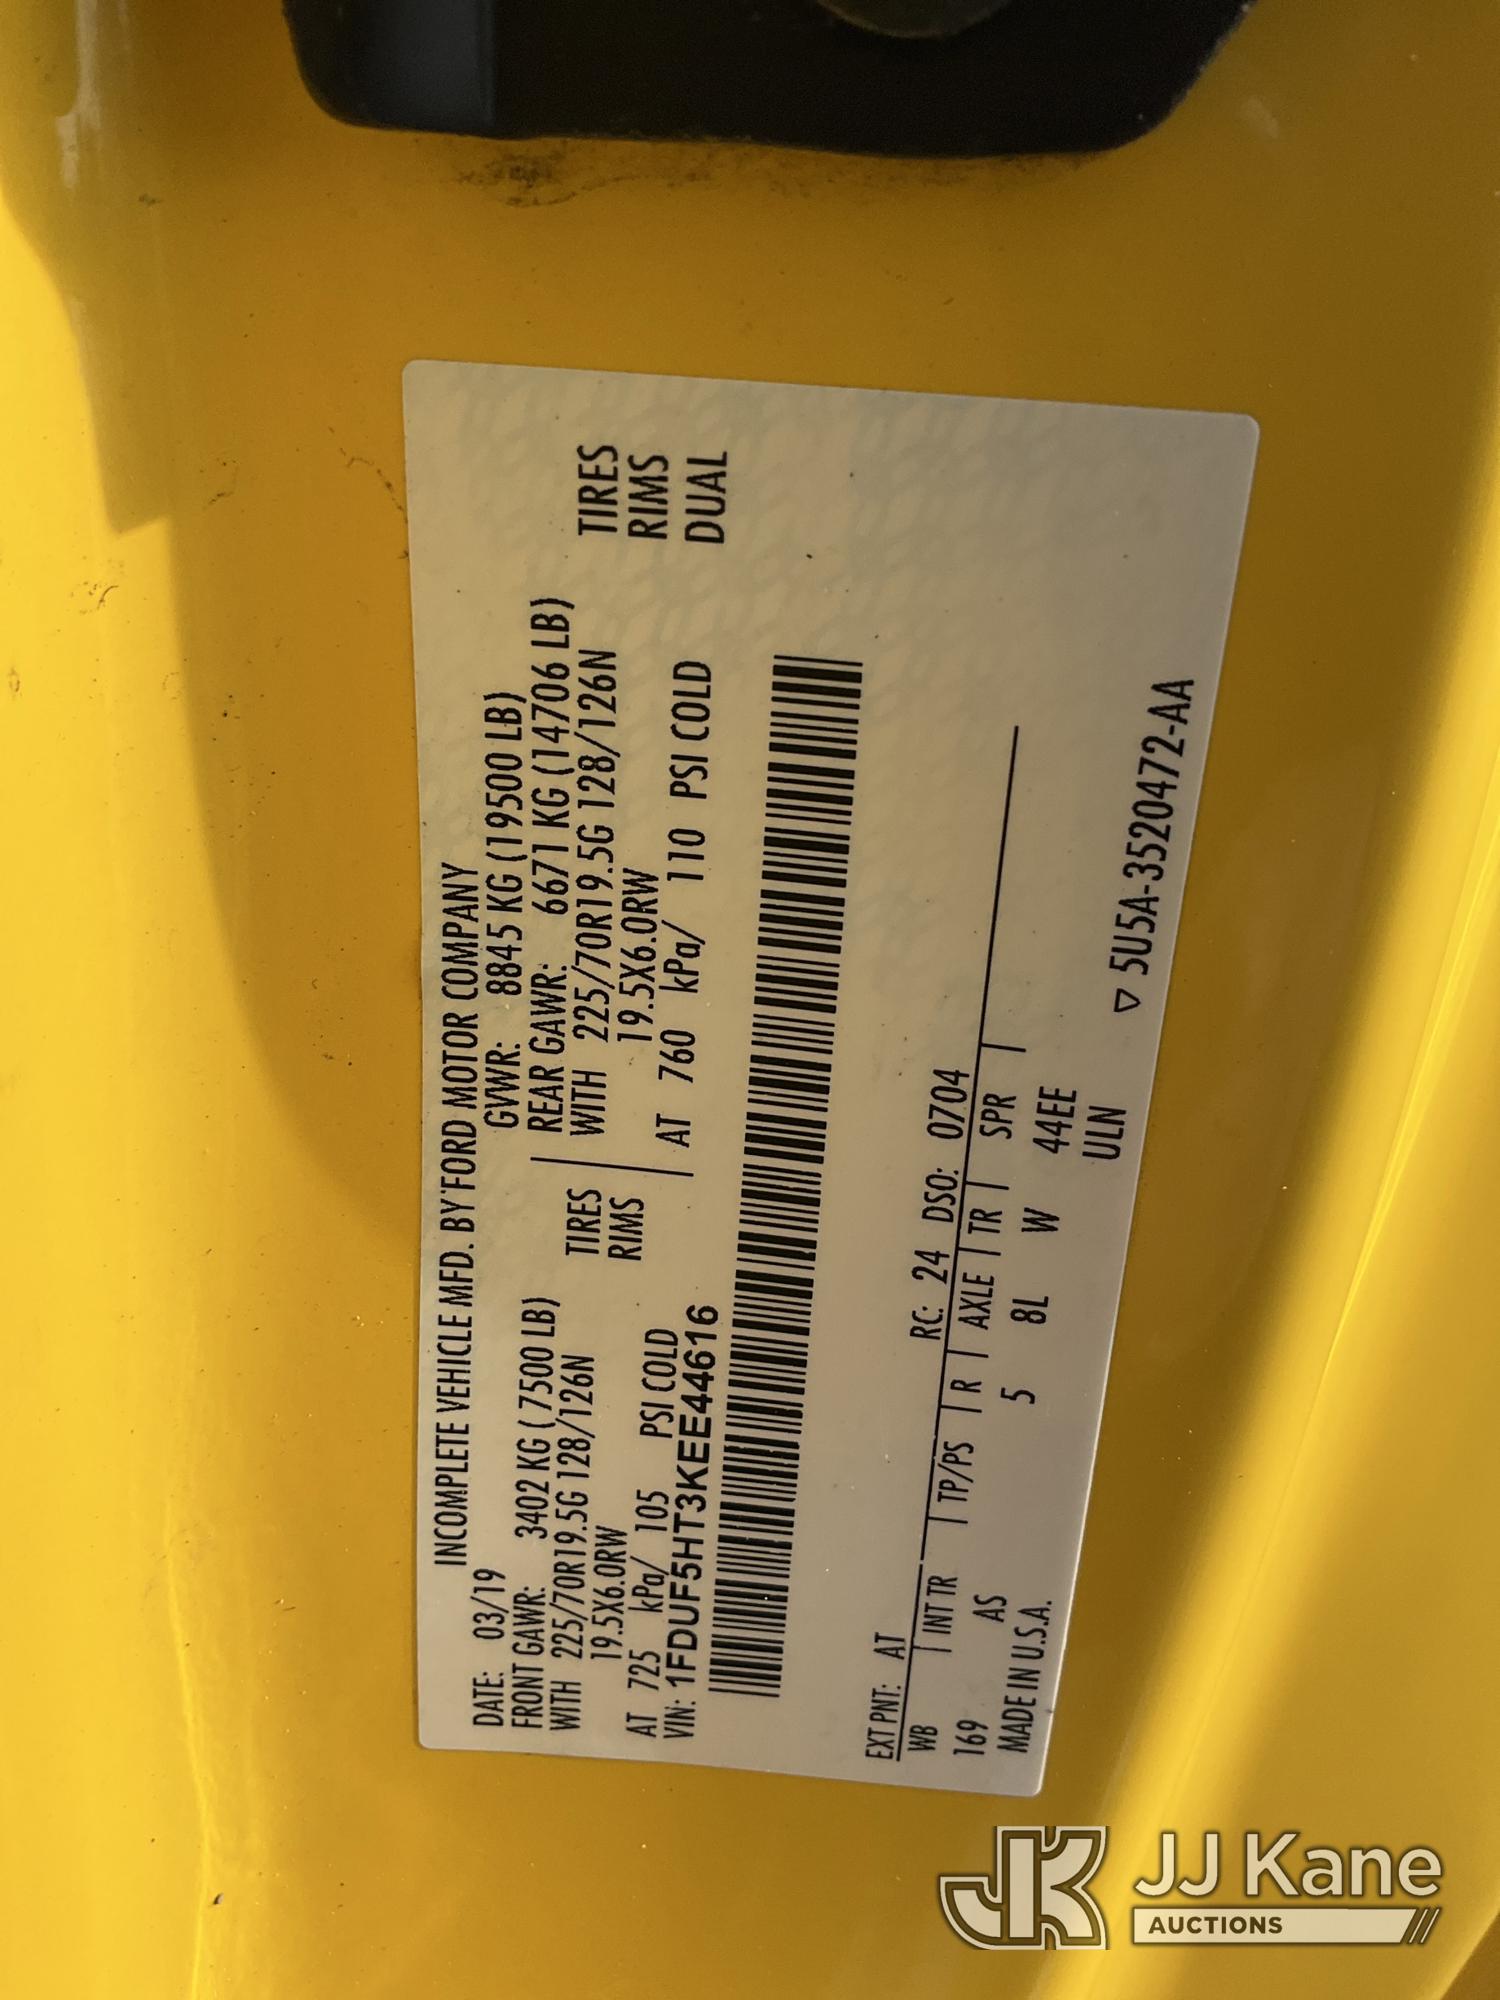 INCOMPLETE VEHICLE MFD. BY FORD MOTOR COMPANY
DATE: 03/19 GVWR: 8845 KG (19500 LB)
FRONT GAWR: 3402 KG (7500 LB) REAR GAWR: 6671 KG (14706 LB)
WITH 225/70R19.5G 128/126N TIRES WITH 225/70R19.5G 128/126N TIRES
19.5X6.0RW RIMS 19.5X6.0RW RIMS
AT 725 kPa/ 105 PSI COLD AT 760 kPa/ 110 PSI COLD DUAL
VIN: 1FDUF5HT3KEE44616
EXT PNT: AT RC: 24 DSO: 0704
WB | INT TR | TP/PS | R | AXLE | TR | SPR |
169 AS 5 8L W 44EE
MADE IN U.S.A. ULN
▽ 5U5A-3520472-AA
JK JJ Kane
AUCTIONS